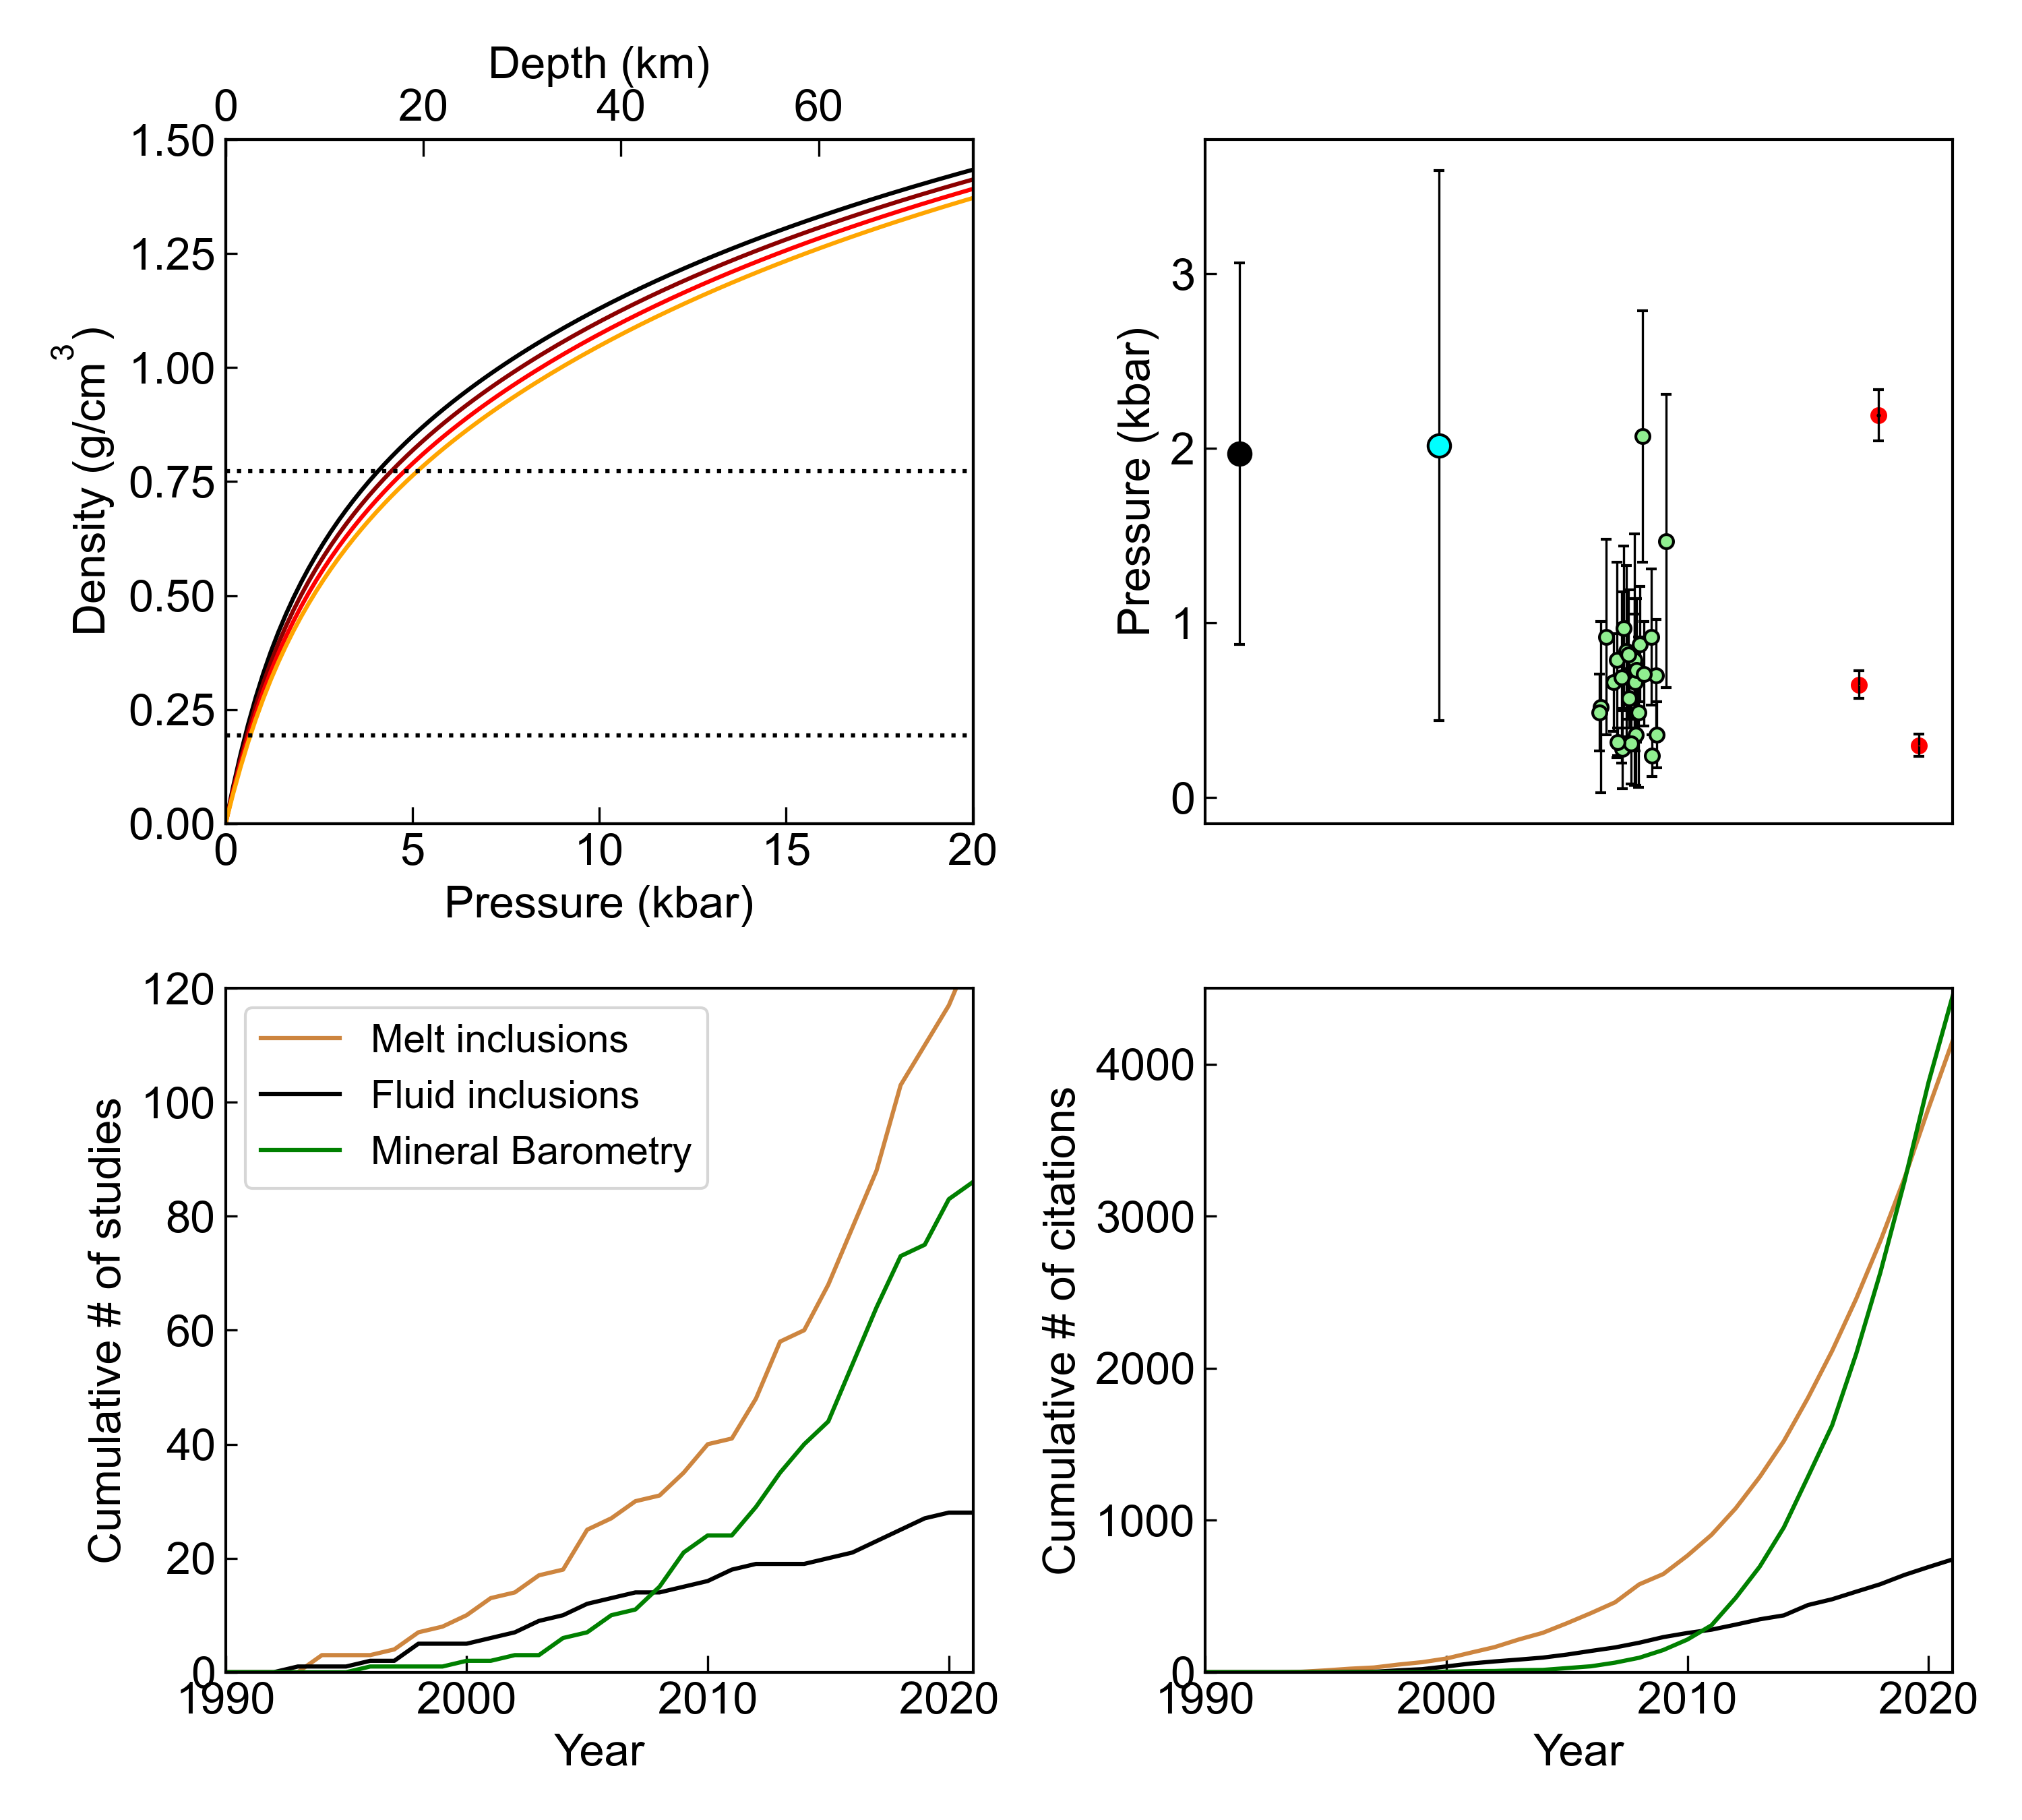 Depth (km)
0 20 40 60
1.50
1.25
1.00
0.75
0.50
0.25
0.00
Density (g/cm³)
0 5 10 15 20
Pressure (kbar)
3
2
1
0
Pressure (kbar)
120
100
80
60
40
20
0
Cumulative # of studies
Melt inclusions
Fluid inclusions
Mineral Barometry
1990 2000 2010 2020
Year
4000
3000
2000
1000
0
Cumulative # of citations
1990 2000 2010 2020
Year